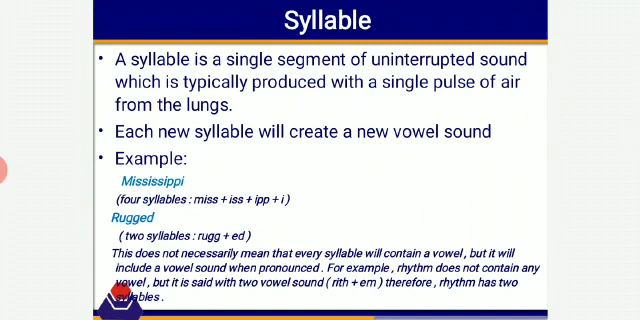 Syllable
• A syllable is a single segment of uninterrupted sound
which is typically produced with a single pulse of air
from the lungs.
• Each new syllable will create a new vowel sound
• Example:
Mississippi
(four syllables : miss + iss + ipp + i )
Rugged
( two syllables : rugg + ed )
This does not necessarily mean that every syllable will contain a vowel , but it will
include a vowel sound when pronounced . For example , rhythm does not contain any
vowel , but it is said with two vowel sound ( rith + em ) therefore , rhythm has two
syllables .